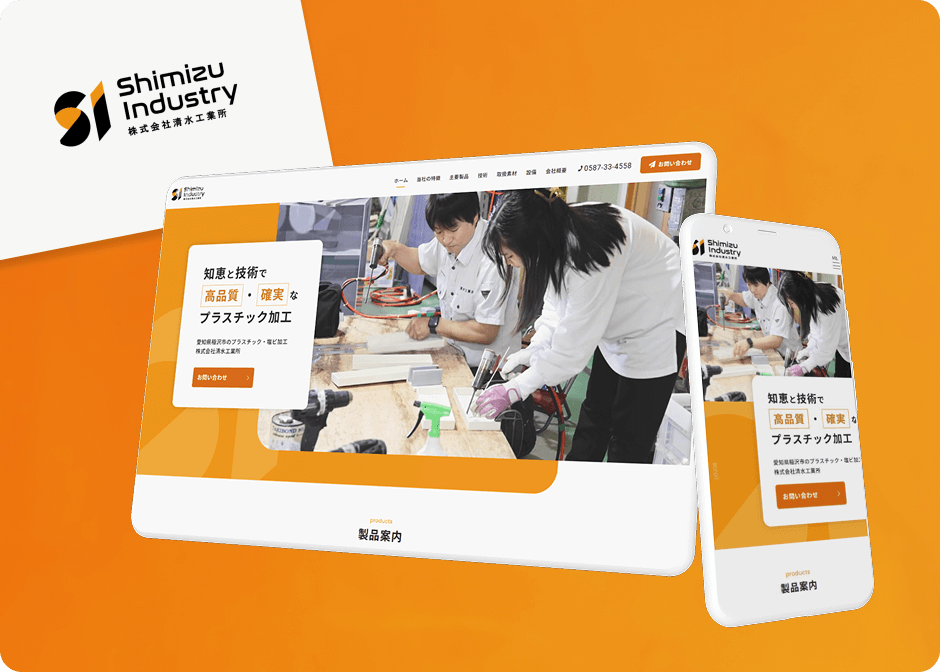 Shimizu
Industry
株式会社清水工業所
Shimizu
Industry
株式会社清水工業所
ホーム 当社の特徴 主要製品 技術 取扱素材 設備 会社概要 0587-33-4558 お問い合わせ
知恵と技術で
高品質・確実な
プラスチック加工
愛知県稲沢市のプラスチック・塩ビ加工
株式会社清水工業所
お問い合わせ
products
製品案内
Shimizu
Industry
株式会社清水工業所
知恵と技術で
高品質・確実な
プラスチック加工
愛知県稲沢市のプラスチック・塩ビ加工
株式会社清水工業所
お問い合わせ
products
製品案内